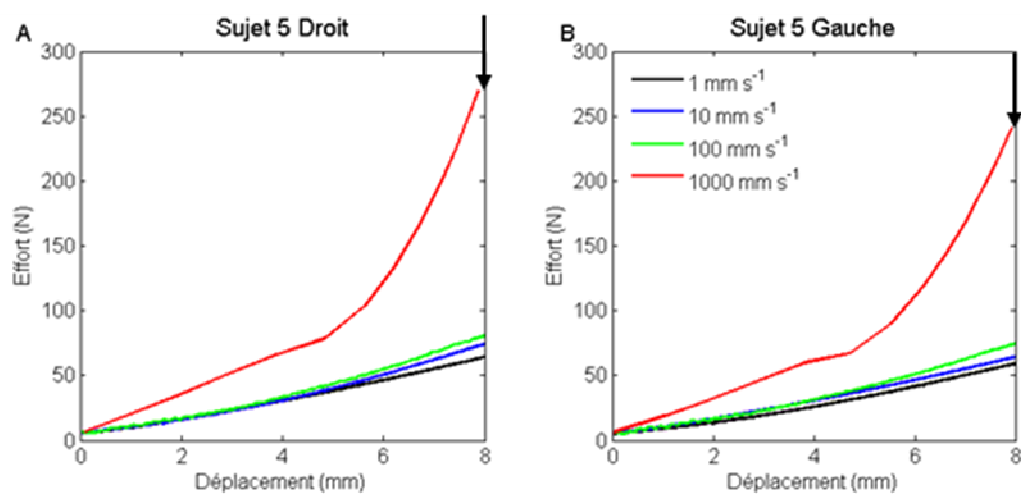 A
Sujet 5 Droit
300
250
200
150
100
50
0
Effort (N)
0 2 4 6 8
Déplacement (mm)
B
Sujet 5 Gauche
300
250
200
150
100
50
0
Effort (N)
1 mm s⁻¹
10 mm s⁻¹
100 mm s⁻¹
1000 mm s⁻¹
0 2 4 6 8
Déplacement (mm)